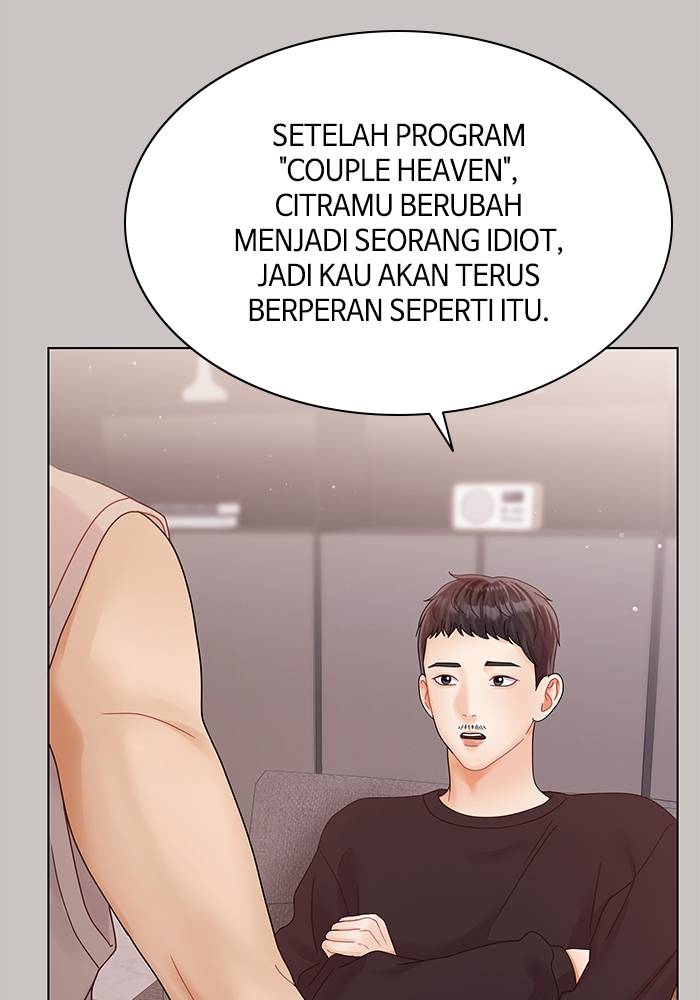 SETELAH PROGRAM
"COUPLE HEAVEN",
CITRAMU BERUBAH
MENJADI SEORANG IDIOT,
JADI KAU AKAN TERUS
BERPERAN SEPERTI ITU.